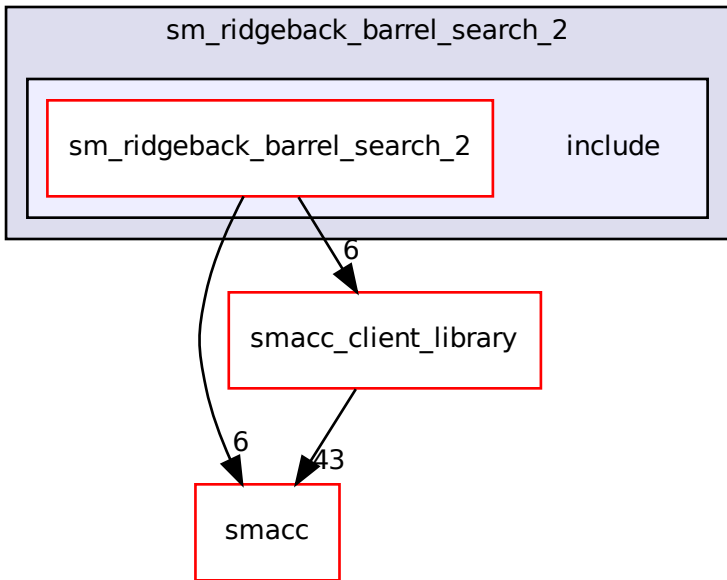 sm_ridgeback_barrel_search_2
sm_ridgeback_barrel_search_2
include
6
smacc_client_library
6
43
smacc